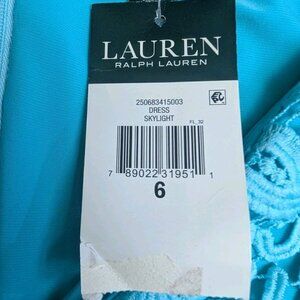 LAUREN
RALPH LAUREN
250683415003
DRESS
SKYLIGHT
FL_32
7 89022 31951 1
6